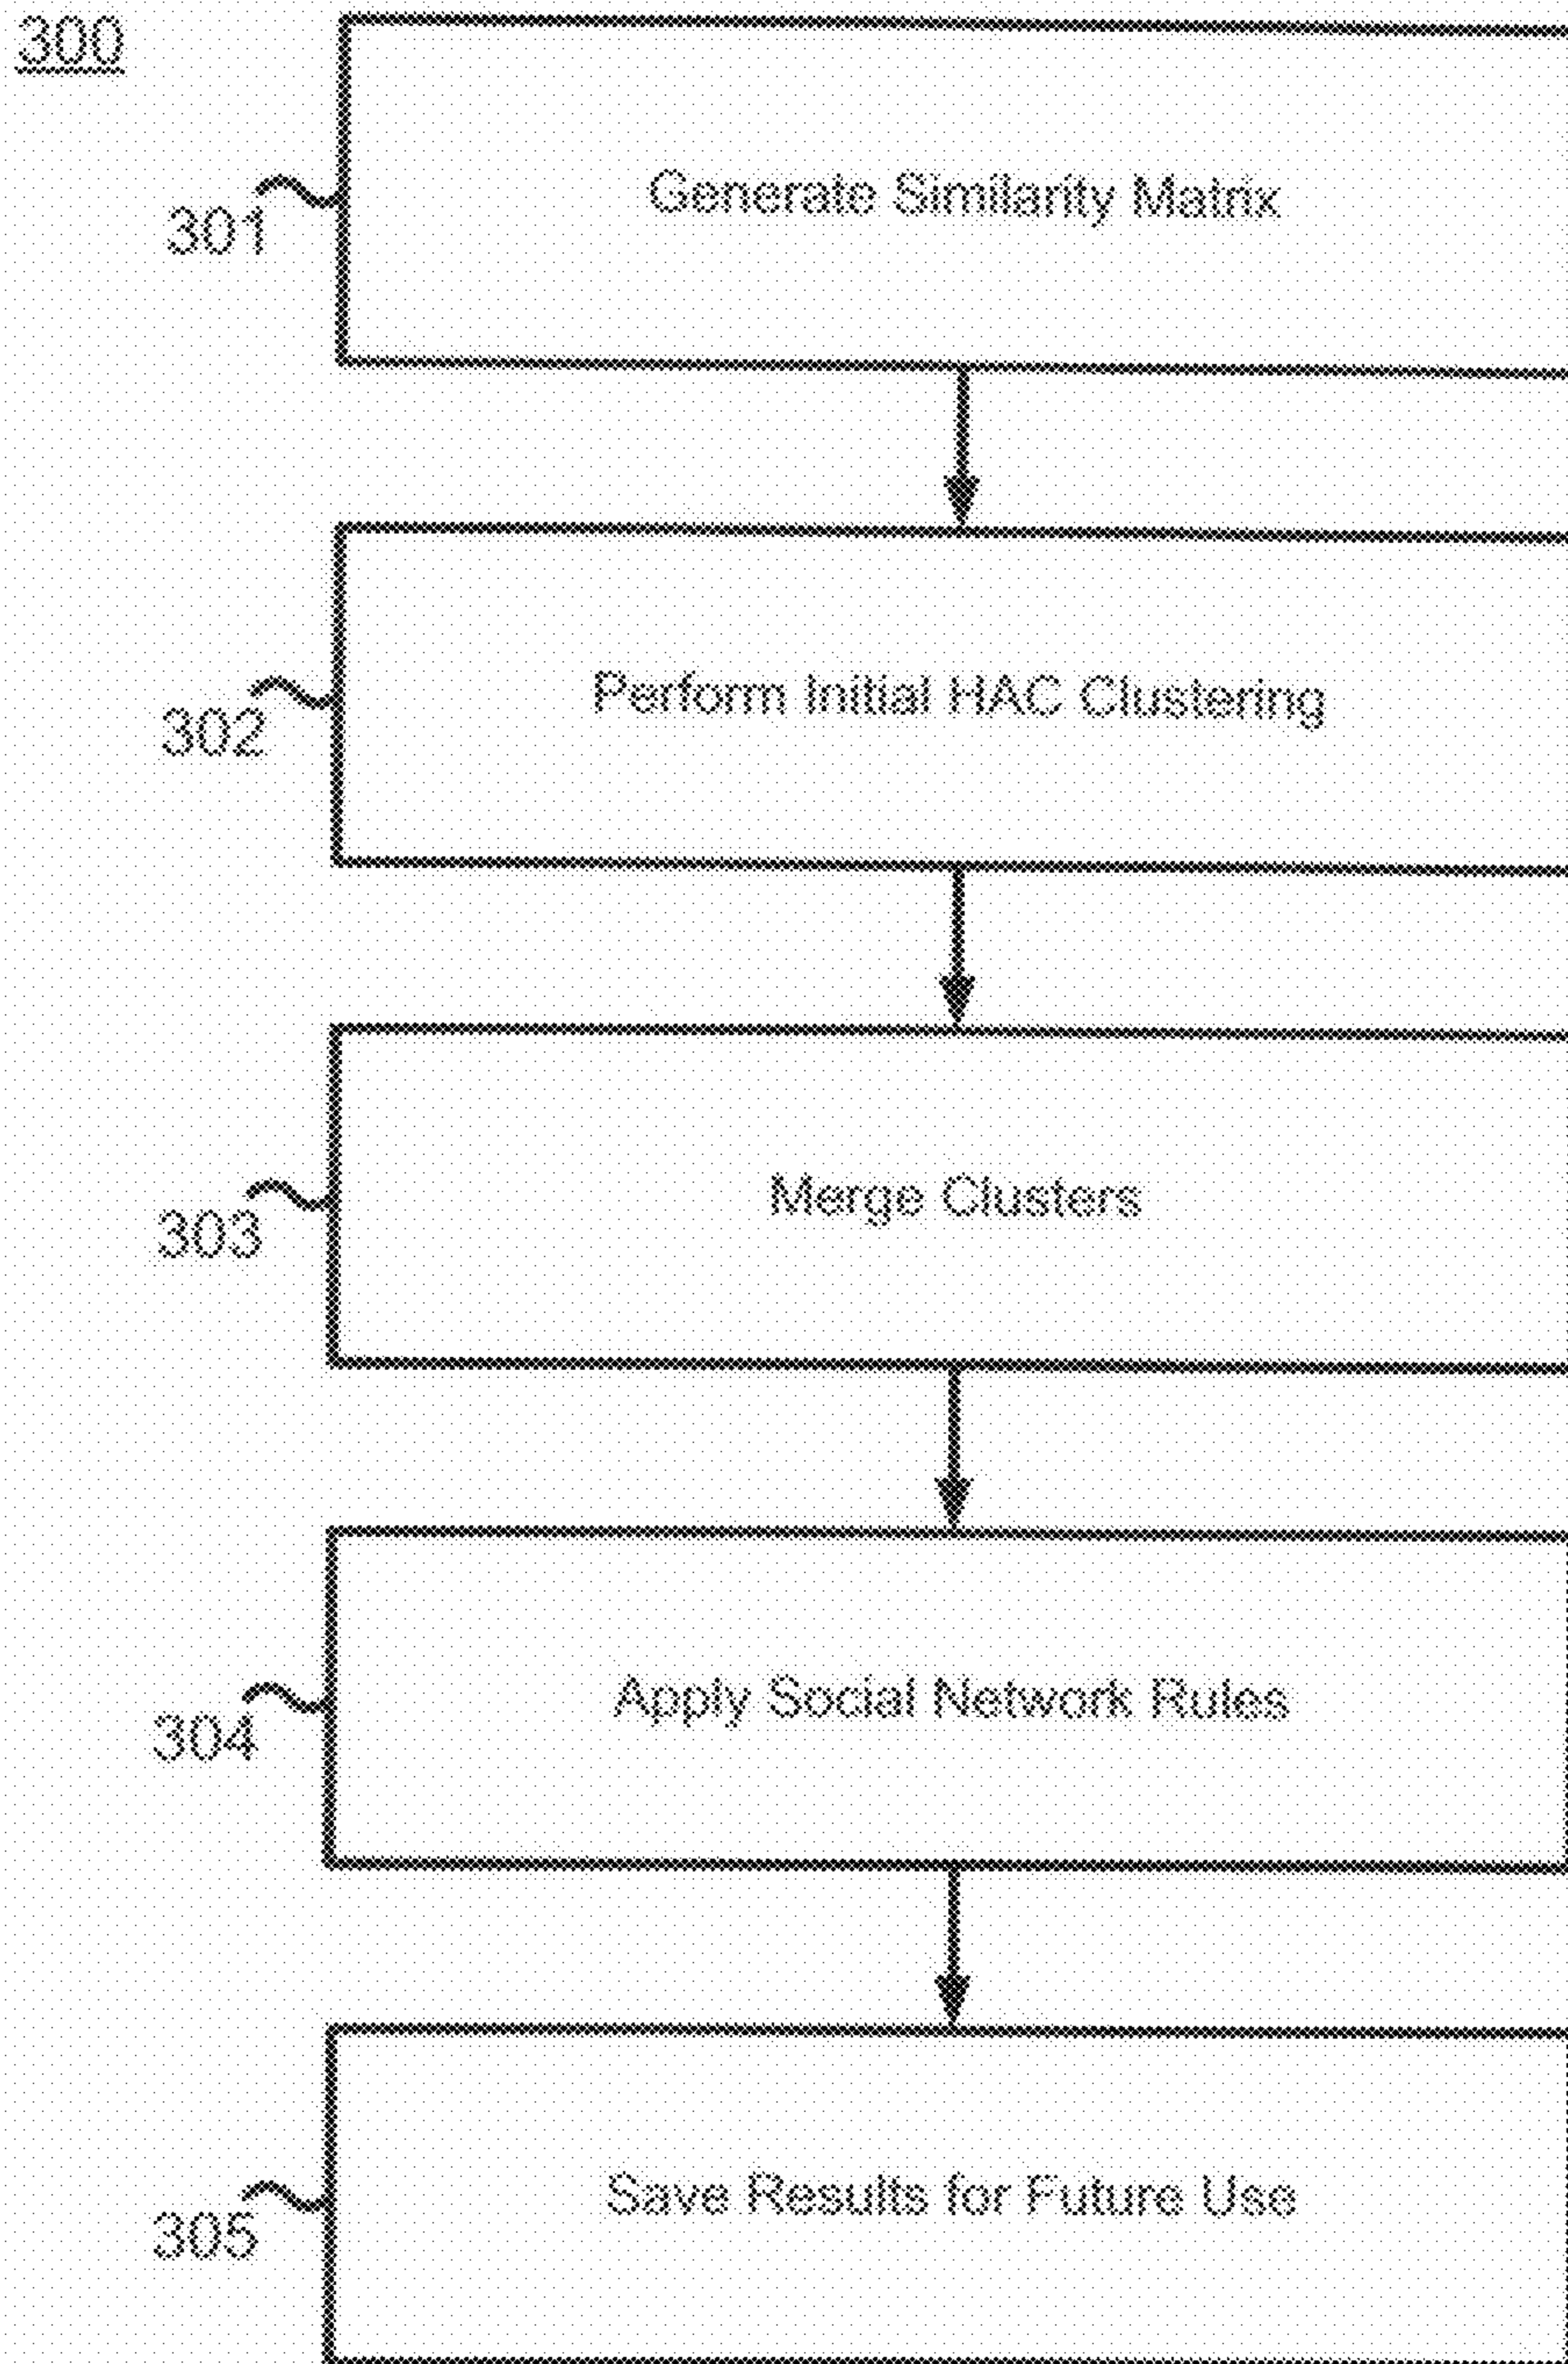 300
Generate Similarity Matrix
301
Perform Initial HAC Clustering
302
Merge Clusters
303
Apply Social Network Rules
304
Save Results for Future Use
305